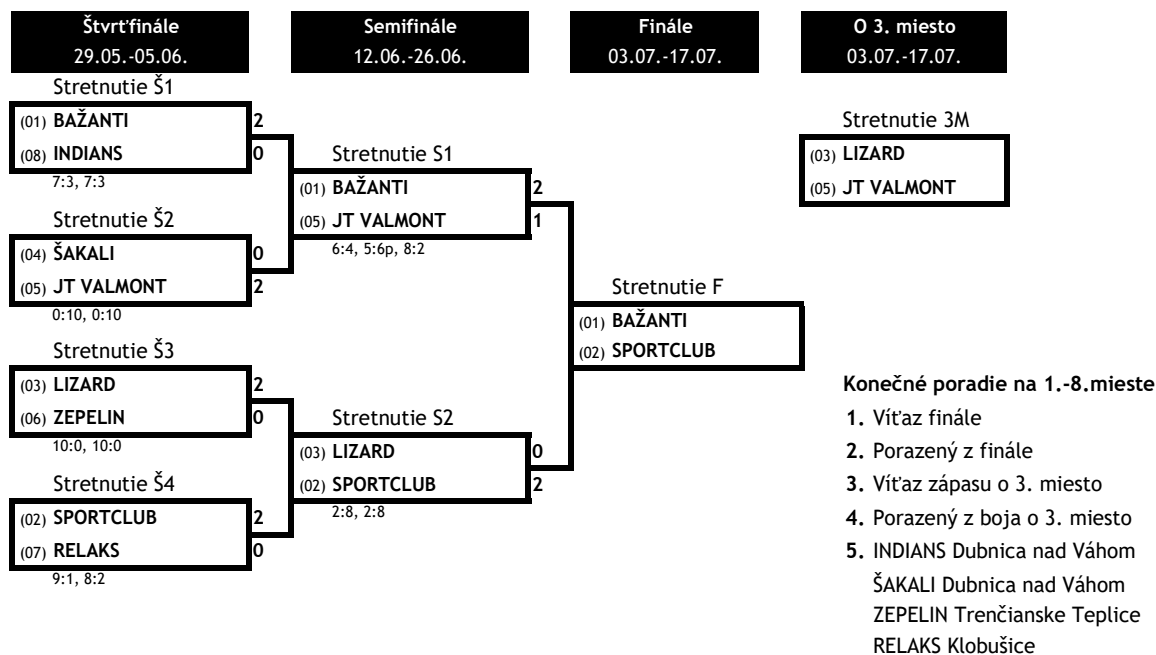 Štvrťfinále
29.05.-05.06.
Semifinále
12.06.-26.06.
Finále
03.07.-17.07.
O 3. miesto
03.07.-17.07.
Stretnutie Š1
(01) BAŽANTI 2
(08) INDIANS 0
7:3, 7:3
Stretnutie Š2
(04) ŠAKALI 0
(05) JT VALMONT 2
0:10, 0:10
Stretnutie Š3
(03) LIZARD 2
(06) ZEPELIN 0
10:0, 10:0
Stretnutie Š4
(02) SPORTCLUB 2
(07) RELAKS 0
9:1, 8:2
Stretnutie S1
(01) BAŽANTI 2
(05) JT VALMONT 1
6:4, 5:6p, 8:2
Stretnutie S2
(03) LIZARD 0
(02) SPORTCLUB 2
2:8, 2:8
Stretnutie F
(01) BAŽANTI
(02) SPORTCLUB
Stretnutie 3M
(03) LIZARD
(05) JT VALMONT
Konečné poradie na 1.-8.mieste
1. Víťaz finále
2. Porazený z finále
3. Víťaz zápasu o 3. miesto
4. Porazený z boja o 3. miesto
5. INDIANS Dubnica nad Váhom
ŠAKALI Dubnica nad Váhom
ZEPELIN Trenčianske Teplice
RELAKS Klobušice